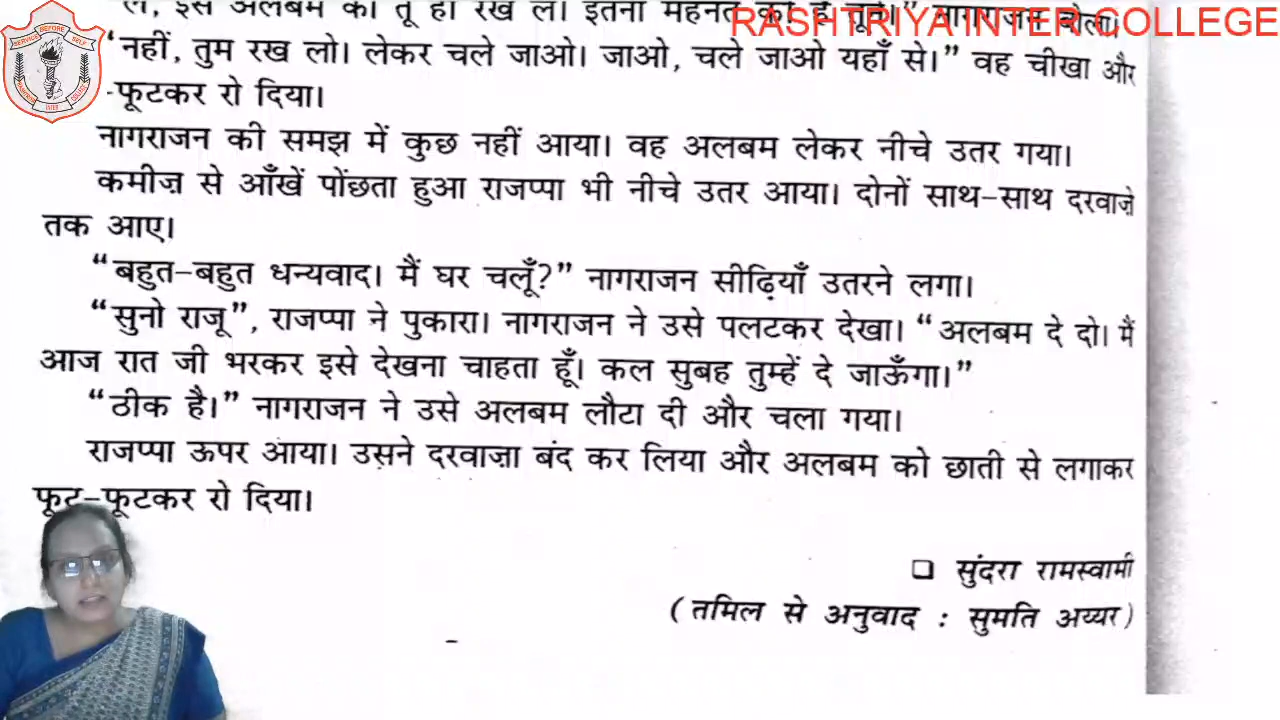 RASHTRIYA INTER COLLEGE
ले, इस अलबम को तू ही रख ले। इतनी मेहनत की है तूने।” नागराजन बोला।
“नहीं, तुम रख लो। लेकर चले जाओ। जाओ, चले जाओ यहाँ से।” वह चीखा और
-फूटकर रो दिया।
नागराजन की समझ में कुछ नहीं आया। वह अलबम लेकर नीचे उतर गया।
कमीज़ से आँखें पोंछता हुआ राजप्पा भी नीचे उतर आया। दोनों साथ-साथ दरवाज़े
तक आए।
“बहुत-बहुत धन्यवाद। मैं घर चलूँ?” नागराजन सीढ़ियाँ उतरने लगा।
“सुनो राजू”, राजप्पा ने पुकारा। नागराजन ने उसे पलटकर देखा। “अलबम दे दो। मैं
आज रात जी भरकर इसे देखना चाहता हूँ। कल सुबह तुम्हें दे जाऊँगा।”
“ठीक है।” नागराजन ने उसे अलबम लौटा दी और चला गया।
राजप्पा ऊपर आया। उसने दरवाज़ा बंद कर लिया और अलबम को छाती से लगाकर
फूट-फूटकर रो दिया।
❑ सुंदरा रामस्वामी
(तमिल से अनुवाद : सुमति अय्यर)